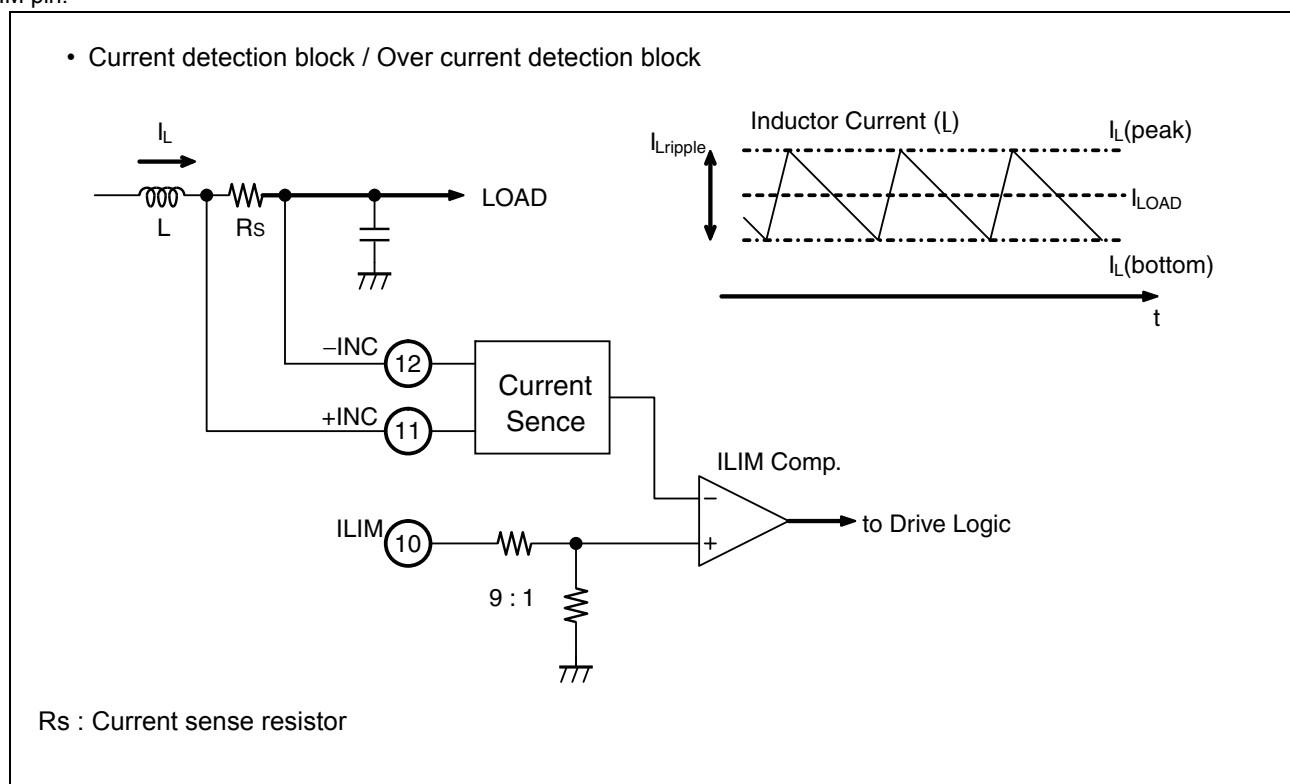 • Current detection block / Over current detection block
IL
L
Rs
LOAD
ILripple
Inductor Current (L)
IL(peak)
ILOAD
IL(bottom)
t
−INC
12
+INC
11
Current
Sence
ILIM Comp.
−
+
to Drive Logic
ILIM
10
9 : 1
Rs : Current sense resistor